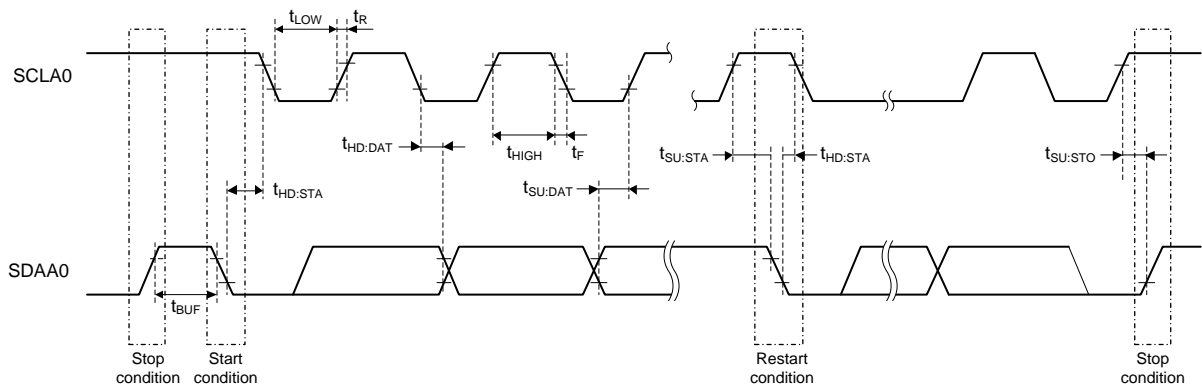 tLOW
tR
SCLA0
tHD:DAT
tHIGH
tF
tSU:STA
tHD:STA
tSU:STO
tHD:STA
tSU:DAT
SDAA0
tBUF
Stop
condition
Start
condition
Restart
condition
Stop
condition